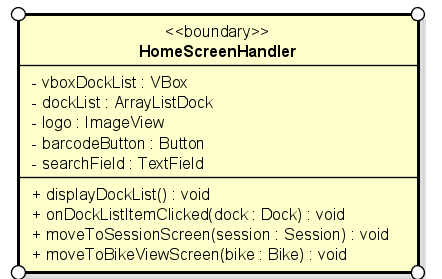 <<boundary>>
HomeScreenHandler
- vboxDockList : VBox
- dockList : ArrayListDock
- logo : ImageView
- barcodeButton : Button
- searchField : TextField
+ displayDockList() : void
+ onDockListItemClicked(dock : Dock) : void
+ moveToSessionScreen(session : Session) : void
+ moveToBikeViewScreen(bike : Bike) : void